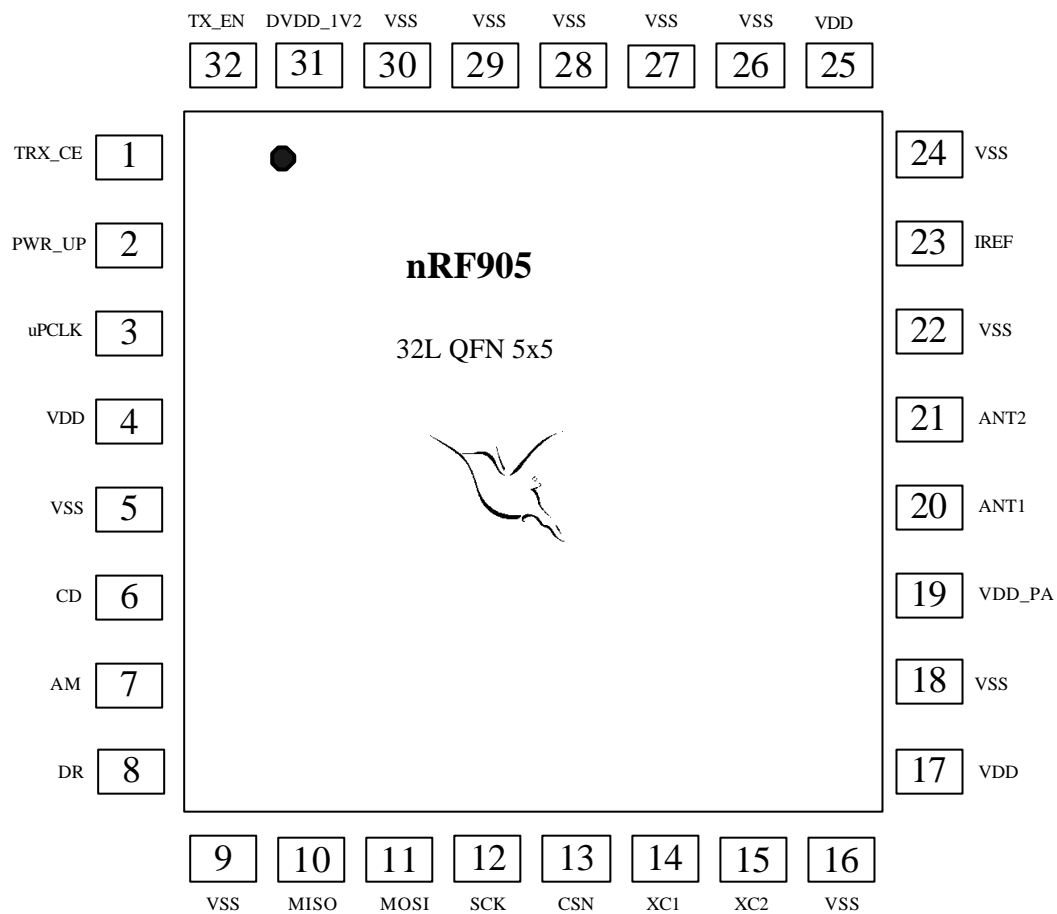 TX_EN DVDD_1V2 VSS VSS VSS VSS VSS VDD
32 31 30 29 28 27 26 25
TRX_CE 1
24 VSS
PWR_UP 2
23 IREF
nRF905
uPCLK 3
22 VSS
32L QFN 5x5
VDD 4
21 ANT2
VSS 5
20 ANT1
CD 6
19 VDD_PA
AM 7
18 VSS
DR 8
17 VDD
9 10 11 12 13 14 15 16
VSS MISO MOSI SCK CSN XC1 XC2 VSS